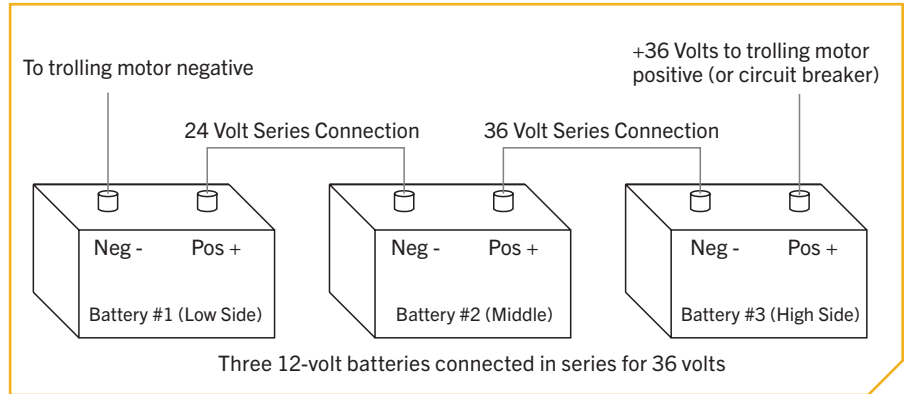 To trolling motor negative
+36 Volts to trolling motor
positive (or circuit breaker)
24 Volt Series Connection
36 Volt Series Connection
Neg -
Pos +
Neg -
Pos +
Neg -
Pos +
Battery #1 (Low Side)
Battery #2 (Middle)
Battery #3 (High Side)
Three 12-volt batteries connected in series for 36 volts